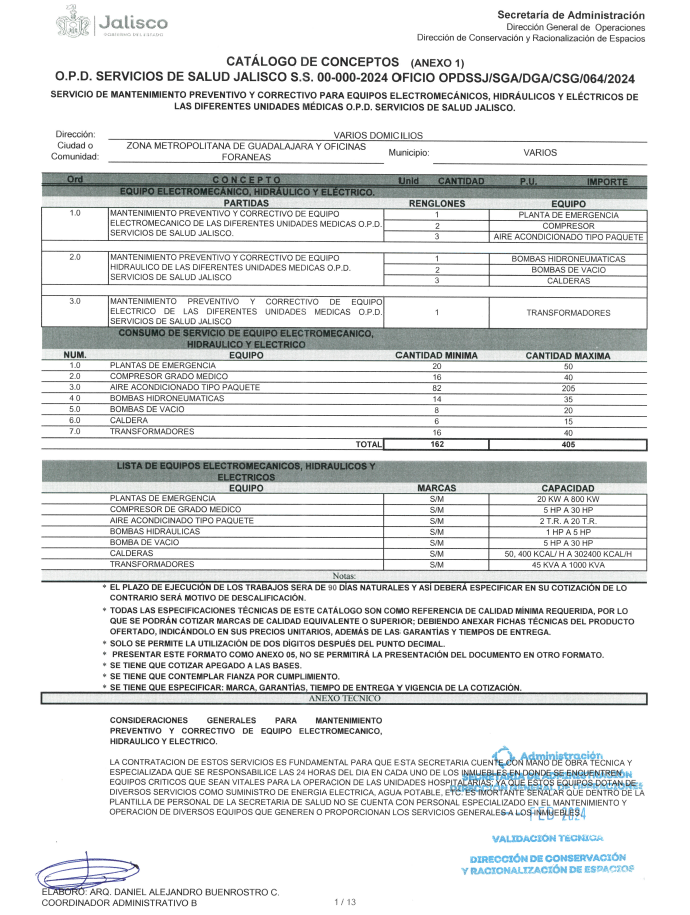 Jalisco
GOBIERNO DEL ESTADO
Secretaría de Administración
Dirección General de Operaciones
Dirección de Conservación y Racionalización de Espacios
CATÁLOGO DE CONCEPTOS (ANEXO 1)
O.P.D. SERVICIOS DE SALUD JALISCO S.S. 00-000-2024 OFICIO OPDSSJ/SGA/DGA/CSG/064/2024
SERVICIO DE MANTENIMIENTO PREVENTIVO Y CORRECTIVO PARA EQUIPOS ELECTROMECÁNICOS, HIDRÁULICOS Y ELÉCTRICOS DE
LAS DIFERENTES UNIDADES MÉDICAS O.P.D. SERVICIOS DE SALUD JALISCO.
Dirección: VARIOS DOMICILIOS
Ciudad o Comunidad: ZONA METROPOLITANA DE GUADALAJARA Y OFICINAS
FORANEAS Municipio: VARIOS
Ord CONCEPTO Unid CANTIDAD P.U. IMPORTE
EQUIPO ELECTROMECÁNICO, HIDRÁULICO Y ELÉCTRICO.
PARTIDAS RENGLONES EQUIPO
1.0 MANTENIMIENTO PREVENTIVO Y CORRECTIVO DE EQUIPO 1 PLANTA DE EMERGENCIA
ELECTROMECANICO DE LAS DIFERENTES UNIDADES MEDICAS O.P.D. 2 COMPRESOR
SERVICIOS DE SALUD JALISCO. 3 AIRE ACONDICIONADO TIPO PAQUETE
2.0 MANTENIMIENTO PREVENTIVO Y CORRECTIVO DE EQUIPO 1 BOMBAS HIDRONEUMATICAS
HIDRAULICO DE LAS DIFERENTES UNIDADES MEDICAS O.P.D. 2 BOMBAS DE VACIO
SERVICIOS DE SALUD JALISCO 3 CALDERAS
3.0 MANTENIMIENTO PREVENTIVO Y CORRECTIVO DE EQUIPO
ELECTRICO DE LAS DIFERENTES UNIDADES MEDICAS O.P.D. 1 TRANSFORMADORES
SERVICIOS DE SALUD JALISCO
CONSUMO DE SERVICIO DE EQUIPO ELECTROMECANICO,
HIDRAULICO Y ELECTRICO
NUM. EQUIPO CANTIDAD MINIMA CANTIDAD MAXIMA
1.0 PLANTAS DE EMERGENCIA 20 50
2.0 COMPRESOR GRADO MEDICO 16 40
3.0 AIRE ACONDICIONADO TIPO PAQUETE 82 205
4 0 BOMBAS HIDRONEUMATICAS 14 35
5.0 BOMBAS DE VACIO 8 20
6.0 CALDERA 6 15
7.0 TRANSFORMADORES 16 40
TOTAL 162 405
LISTA DE EQUIPOS ELECTROMECANICOS, HIDRAULICOS Y
ELECTRICOS
EQUIPO MARCAS CAPACIDAD
PLANTAS DE EMERGENCIA S/M 20 KW A 800 KW
COMPRESOR DE GRADO MEDICO S/M 5 HP A 30 HP
AIRE ACONDICINADO TIPO PAQUETE S/M 2 T.R. A 20 T.R.
BOMBAS HIDRAULICAS S/M 1 HP A 5 HP
BOMBA DE VACIO S/M 5 HP A 30 HP
CALDERAS S/M 50, 400 KCAL/ H A 302400 KCAL/H
TRANSFORMADORES S/M 45 KVA A 1000 KVA
Notas:
* EL PLAZO DE EJECUCIÓN DE LOS TRABAJOS SERA DE 90 DÍAS NATURALES Y ASÍ DEBERÁ ESPECIFICAR EN SU COTIZACIÓN DE LO
CONTRARIO SERÁ MOTIVO DE DESCALIFICACIÓN.
* TODAS LAS ESPECIFICACIONES TÉCNICAS DE ESTE CATÁLOGO SON COMO REFERENCIA DE CALIDAD MÍNIMA REQUERIDA, POR LO
QUE SE PODRÁN COTIZAR MARCAS DE CALIDAD EQUIVALENTE O SUPERIOR; DEBIENDO ANEXAR FICHAS TÉCNICAS DEL PRODUCTO
OFERTADO, INDICÁNDOLO EN SUS PRECIOS UNITARIOS, ADEMÁS DE LAS GARANTÍAS Y TIEMPOS DE ENTREGA.
* SOLO SE PERMITE LA UTILIZACIÓN DE DOS DÍGITOS DESPUÉS DEL PUNTO DECIMAL.
* PRESENTAR ESTE FORMATO COMO ANEXO 05, NO SE PERMITIRÁ LA PRESENTACIÓN DEL DOCUMENTO EN OTRO FORMATO.
* SE TIENE QUE COTIZAR APEGADO A LAS BASES.
* SE TIENE QUE CONTEMPLAR FIANZA POR CUMPLIMIENTO.
* SE TIENE QUE ESPECIFICAR: MARCA, GARANTÍAS, TIEMPO DE ENTREGA Y VIGENCIA DE LA COTIZACIÓN.
ANEXO TECNICO
CONSIDERACIONES GENERALES PARA MANTENIMIENTO
PREVENTIVO Y CORRECTIVO DE EQUIPO ELECTROMECANICO,
HIDRAULICO Y ELECTRICO.
LA CONTRATACION DE ESTOS SERVICIOS ES FUNDAMENTAL PARA QUE ESTA SECRETARIA CUENTE CON MANO DE OBRA TECNICA Y
ESPECIALIZADA QUE SE RESPONSABILICE LAS 24 HORAS DEL DIA EN CADA UNO DE LOS INMUEBLES EN DONDE SE ENCUENTREN
EQUIPOS CRITICOS QUE SEAN VITALES PARA LA OPERACION DE LAS UNIDADES HOSPITALARIAS; YA QUE ESTOS EQUIPOS DOTAN DE
DIVERSOS SERVICIOS COMO SUMINISTRO DE ENERGIA ELECTRICA, AGUA POTABLE, ETC. ES IMORTANTE SEÑALAR QUE DENTRO DE LA
PLANTILLA DE PERSONAL DE LA SECRETARIA DE SALUD NO SE CUENTA CON PERSONAL ESPECIALIZADO EN EL MANTENIMIENTO Y
OPERACION DE DIVERSOS EQUIPOS QUE GENEREN O PROPORCIONAN LOS SERVICIOS GENERALES A LOS INMUEBLES.
Administración
FEB 2024
VALIDACIÓN TECNICA
DIRECCIÓN DE CONSERVACIÓN
Y RACIONALIZACIÓN DE ESPACIOS
ELABORÓ: ARQ. DANIEL ALEJANDRO BUENROSTRO C.
COORDINADOR ADMINISTRATIVO B
1 / 13